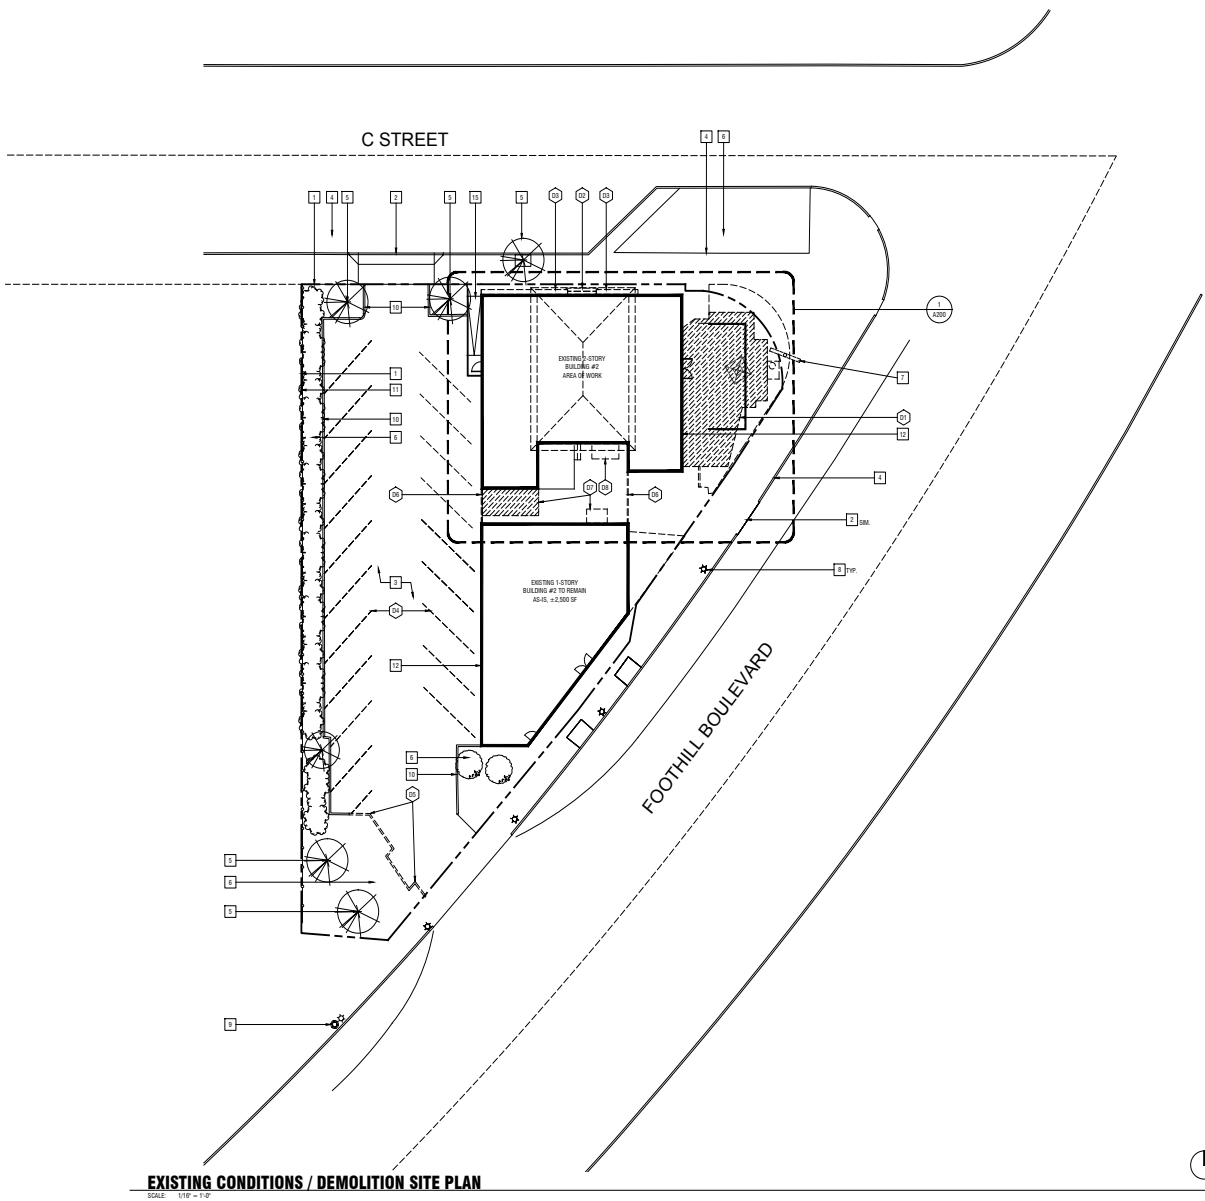 C STREET
4 6
1 4 5 2 5 15 5 D3 D2 D3
10
1
A200
EXISTING 2-STORY
BUILDING #2
AREA OF WORK
1
7
11
D1
10
12
6
4
D7 D8
D6 D6
2 SIM.
8 TYP.
3
EXISTING 1-STORY
BUILDING #2 TO REMAIN
AS-IS, ±2,500 SF
D4
12
FOOTHILL BOULEVARD
6
10
D5
5
6
5
9
EXISTING CONDITIONS / DEMOLITION SITE PLAN
SCALE: 1/16" = 1'-0"